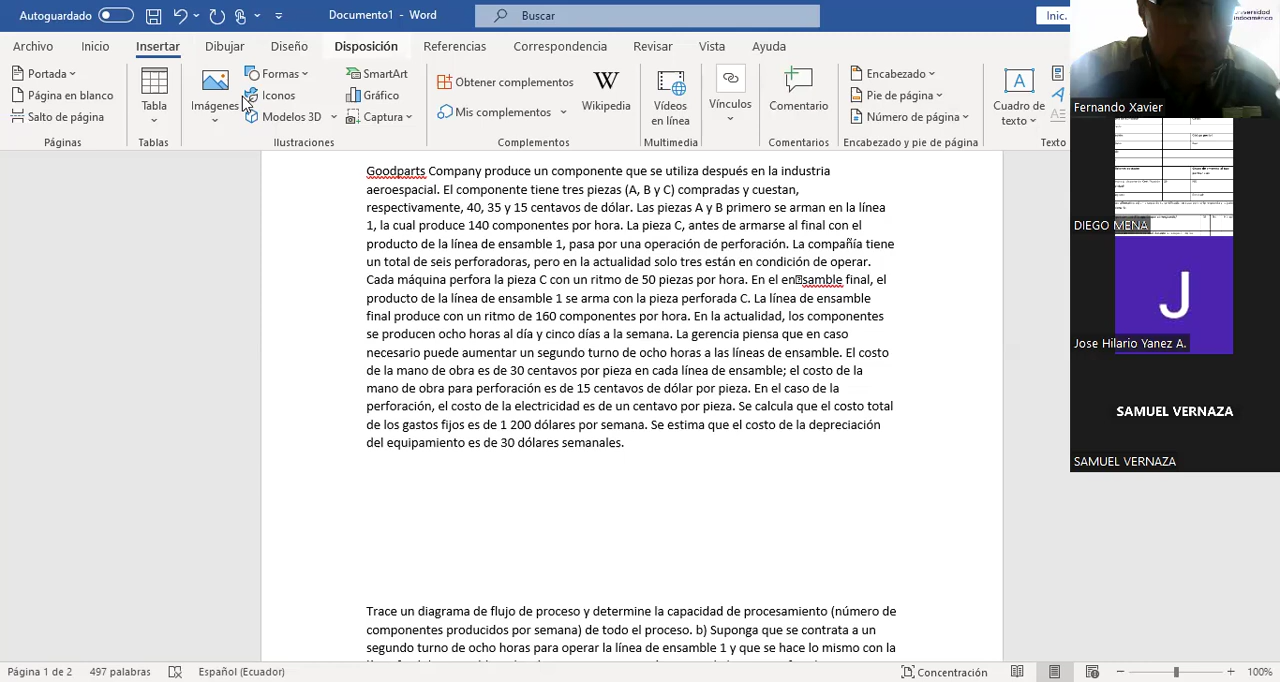 Autoguardado
Documento1 - Word
Buscar
Inic.
Archivo Inicio Insertar Dibujar Diseño Disposición Referencias Correspondencia Revisar Vista Ayuda
Portada
Página en blanco
Salto de página
Páginas
Tabla
Tablas
Imágenes
Formas
Iconos
Modelos 3D
SmartArt
Gráfico
Captura
Ilustraciones
Obtener complementos
Mis complementos
Wikipedia
Complementos
Vídeos
en línea
Multimedia
Vínculos
Comentario
Comentarios
Encabezado
Pie de página
Número de página
Encabezado y pie de página
Cuadro de
texto
Texto
Goodparts Company produce un componente que se utiliza después en la industria
aeroespacial. El componente tiene tres piezas (A, B y C) compradas y cuestan,
respectivamente, 40, 35 y 15 centavos de dólar. Las piezas A y B primero se arman en la línea
1, la cual produce 140 componentes por hora. La pieza C, antes de armarse al final con el
producto de la línea de ensamble 1, pasa por una operación de perforación. La compañía tiene
un total de seis perforadoras, pero en la actualidad solo tres están en condición de operar.
Cada máquina perfora la pieza C con un ritmo de 50 piezas por hora. En el en samble final, el
producto de la línea de ensamble 1 se arma con la pieza perforada C. La línea de ensamble
final produce con un ritmo de 160 componentes por hora. En la actualidad, los componentes
se producen ocho horas al día y cinco días a la semana. La gerencia piensa que en caso
necesario puede aumentar un segundo turno de ocho horas a las líneas de ensamble. El costo
de la mano de obra es de 30 centavos por pieza en cada línea de ensamble; el costo de la
mano de obra para perforación es de 15 centavos de dólar por pieza. En el caso de la
perforación, el costo de la electricidad es de un centavo por pieza. Se calcula que el costo total
de los gastos fijos es de 1 200 dólares por semana. Se estima que el costo de la depreciación
del equipamiento es de 30 dólares semanales.
Trace un diagrama de flujo de proceso y determine la capacidad de procesamiento (número de
componentes producidos por semana) de todo el proceso. b) Suponga que se contrata a un
segundo turno de ocho horas para operar la línea de ensamble 1 y que se hace lo mismo con la
Página 1 de 2 497 palabras Español (Ecuador) Concentración 100%
Fernando Xavier
DIEGO MENA
J
Jose Hilario Yanez A.
SAMUEL VERNAZA
SAMUEL VERNAZA